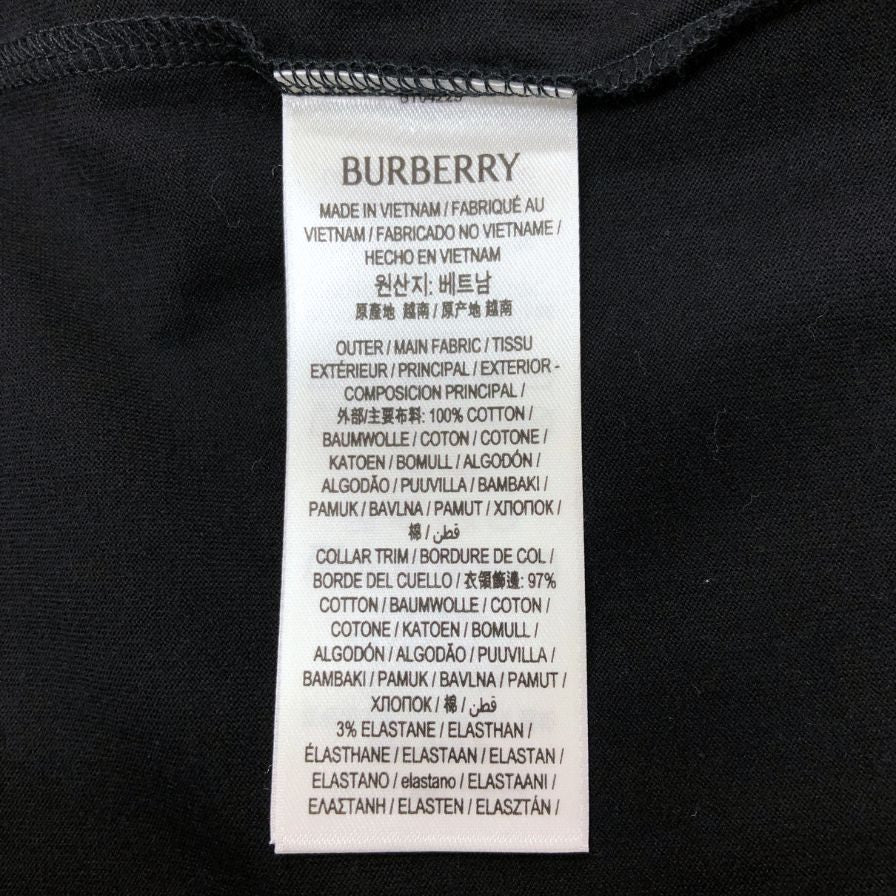 BURBERRY
MADE IN VIETNAM / FABRIQUÉ AU
VIETNAM / FABRICADO NO VIETNAME /
HECHO EN VIETNAM
원산지: 베트남
原產地 越南 / 原产地 越南
OUTER / MAIN FABRIC / TISSU
EXTÉRIEUR / PRINCIPAL / EXTERIOR -
COMPOSICION PRINCIPAL /
外部/主要布料: 100% COTTON /
BAUMWOLLE / COTON / COTONE /
KATOEN / BOMULL / ALGODÓN /
ALGODÃO / PUUVILLA / BAMBAKI /
PAMUK / BAVLNA / PAMUT / ХЛОПОК /
棉 / قطن /
COLLAR TRIM / BORDURE DE COL /
BORDE DEL CUELLO / 衣領飾邊: 97%
COTTON / BAUMWOLLE / COTON /
COTONE / KATOEN / BOMULL /
ALGODÓN / ALGODÃO / PUUVILLA /
BAMBAKI / PAMUK / BAVLNA / PAMUT /
ХЛОПОК / 棉 / قطن /
3% ELASTANE / ELASTHAN /
ÉLASTHANE / ELASTAAN / ELASTAN /
ELASTANO / elastano / ELASTAANI /
ΕΛΑΣΤΑΝΗ / ELASTEN / ELASZTÁN /